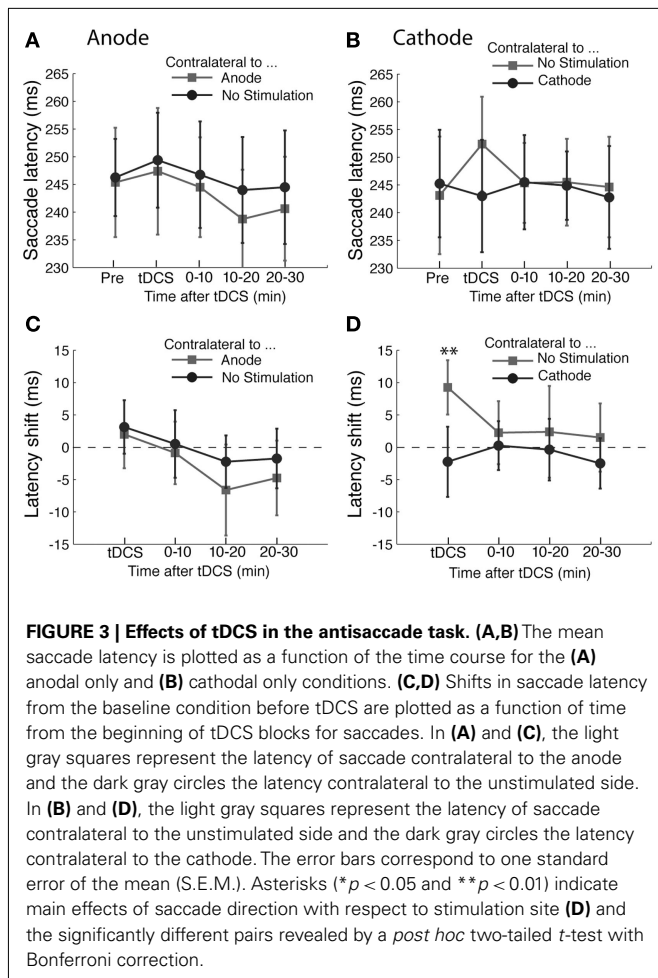 A Anode
Contralateral to ...
Anode
No Stimulation
Saccade latency (ms)
265
260
255
250
245
240
235
230
Pre tDCS 0-10 10-20 20-30
Time after tDCS (min)
B Cathode
Contralateral to ...
No Stimulation
Cathode
Saccade latency (ms)
265
260
255
250
245
240
235
230
Pre tDCS 0-10 10-20 20-30
Time after tDCS (min)
C
Contralateral to ...
Anode
No Stimulation
Latency shift (ms)
15
10
5
0
-5
-10
-15
tDCS 0-10 10-20 20-30
Time after tDCS (min)
D
Contralateral to ...
No Stimulation
Cathode
**
Latency shift (ms)
15
10
5
0
-5
-10
-15
tDCS 0-10 10-20 20-30
Time after tDCS (min)
FIGURE 3 | Effects of tDCS in the antisaccade task. (A,B) The mean
saccade latency is plotted as a function of the time course for the (A)
anodal only and (B) cathodal only conditions. (C,D) Shifts in saccade latency
from the baseline condition before tDCS are plotted as a function of time
from the beginning of tDCS blocks for saccades. In (A) and (C), the light
gray squares represent the latency of saccade contralateral to the anode
and the dark gray circles the latency contralateral to the unstimulated side.
In (B) and (D), the light gray squares represent the latency of saccade
contralateral to the unstimulated side and the dark gray circles the latency
contralateral to the cathode. The error bars correspond to one standard
error of the mean (S.E.M.). Asterisks (*p < 0.05 and **p < 0.01) indicate
main effects of saccade direction with respect to stimulation site (D) and
the significantly different pairs revealed by a post hoc two-tailed t-test with
Bonferroni correction.